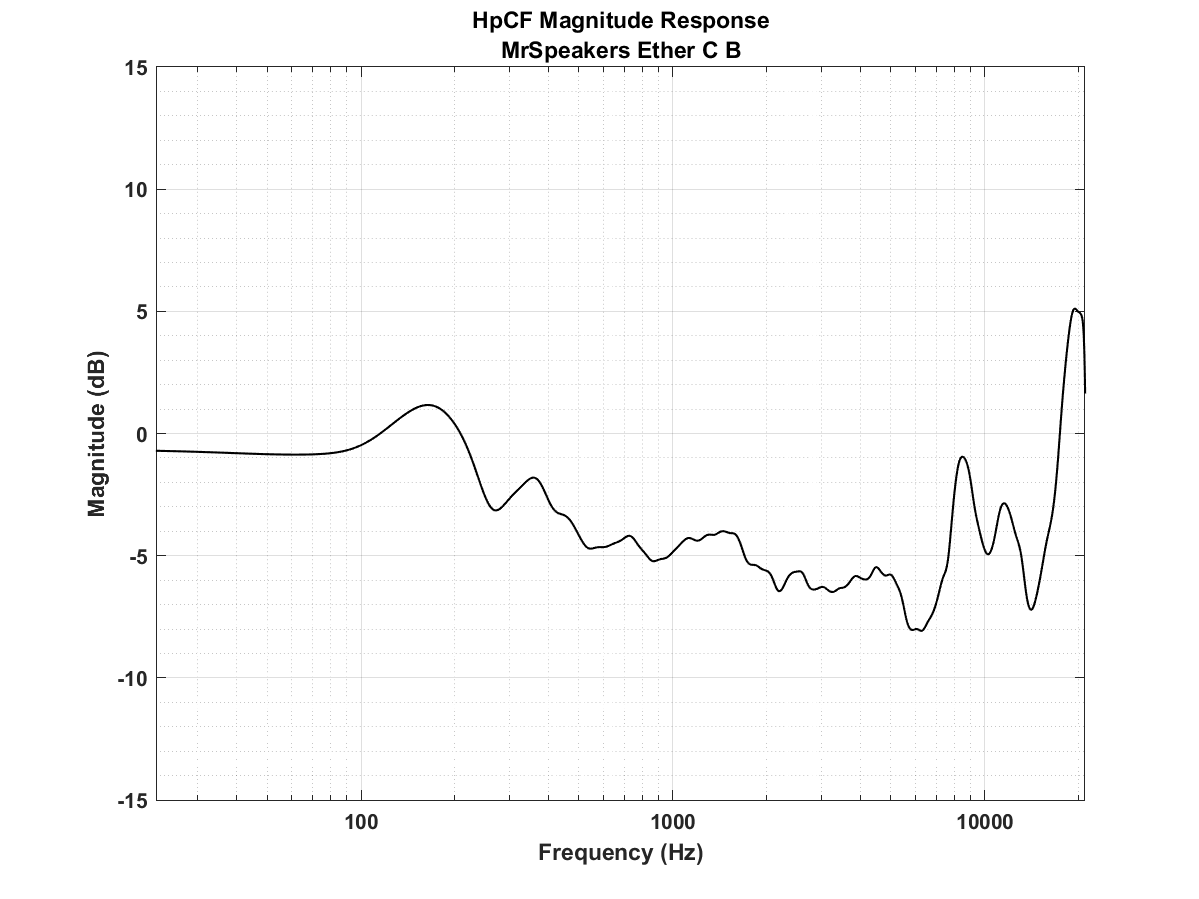 HpCF Magnitude Response
MrSpeakers Ether C B
15
10
5
0
-5
-10
-15
Magnitude (dB)
100
1000
10000
Frequency (Hz)